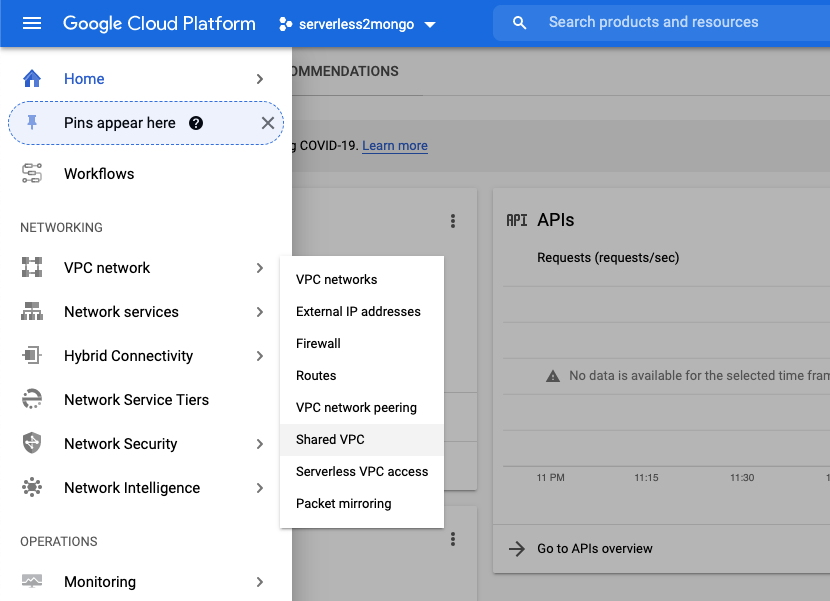 Google Cloud Platform
serverless2mongo
Search products and resources
Home
Pins appear here
Workflows
NETWORKING
VPC network
Network services
Hybrid Connectivity
Network Service Tiers
Network Security
Network Intelligence
OPERATIONS
Monitoring
VPC networks
External IP addresses
Firewall
Routes
VPC network peering
Shared VPC
Serverless VPC access
Packet mirroring
OMMENDATIONS
g COVID-19. Learn more
API APIs
Requests (requests/sec)
No data is available for the selected time fram
11 PM 11:15 11:30 1
Go to APIs overview